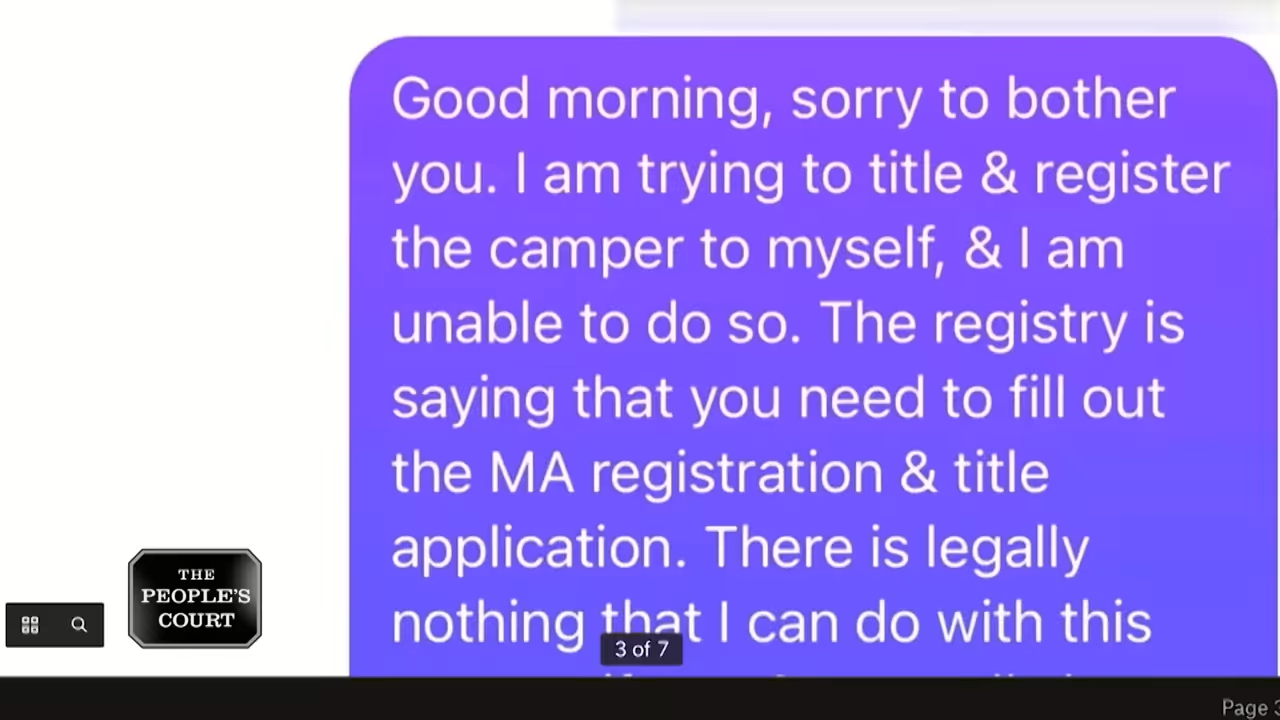 Good morning, sorry to bother
you. I am trying to title & register
the camper to myself, & I am
unable to do so. The registry is
saying that you need to fill out
the MA registration & title
application. There is legally
nothing that I can do with this
THE
PEOPLE'S
COURT
3 of 7
Page